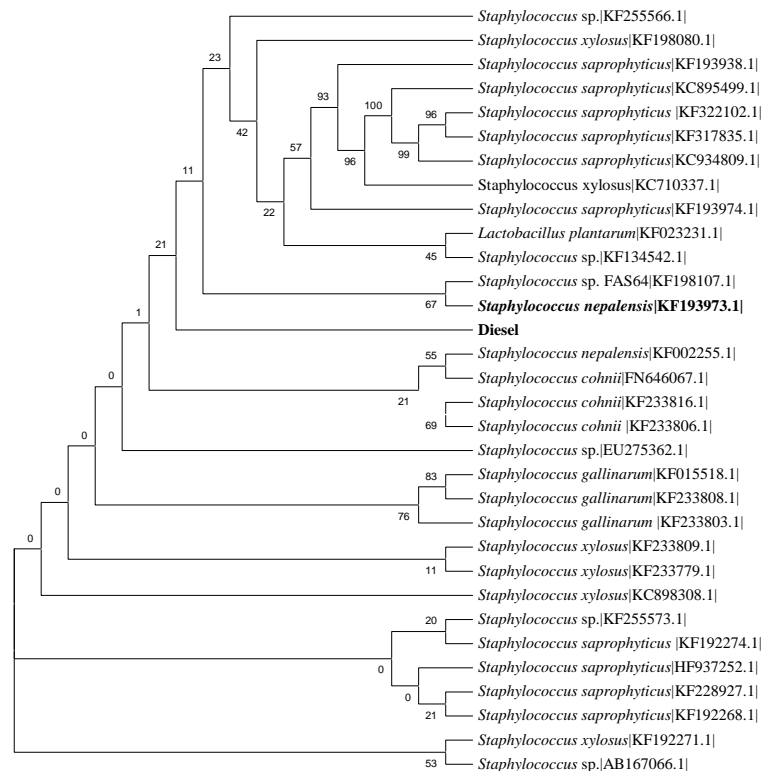 Staphylococcus sp.|KF255566.1|
Staphylococcus xylosus|KF198080.1|
23
Staphylococcus saprophyticus|KF193938.1|
Staphylococcus saprophyticus|KC895499.1|
93
100
Staphylococcus saprophyticus |KF322102.1|
96
42
Staphylococcus saprophyticus|KF317835.1|
57
96
99
Staphylococcus saprophyticus|KC934809.1|
11
Staphylococcus xylosus|KC710337.1|
22
Staphylococcus saprophyticus|KF193974.1|
Lactobacillus plantarum|KF023231.1|
21
45
Staphylococcus sp.|KF134542.1|
Staphylococcus sp. FAS64|KF198107.1|
67
Staphylococcus nepalensis|KF193973.1|
1
Diesel
55
Staphylococcus nepalensis|KF002255.1|
0
Staphylococcus cohnii|FN646067.1|
21
Staphylococcus cohnii|KF233816.1|
69
Staphylococcus cohnii |KF233806.1|
0
Staphylococcus sp.|EU275362.1|
83
Staphylococcus gallinarum|KF015518.1|
0
Staphylococcus gallinarum|KF233808.1|
76
Staphylococcus gallinarum |KF233803.1|
0
Staphylococcus xylosus|KF233809.1|
11
Staphylococcus xylosus|KF233779.1|
Staphylococcus xylosus|KC898308.1|
20
Staphylococcus sp.|KF255573.1|
Staphylococcus saprophyticus |KF192274.1|
0
Staphylococcus saprophyticus|HF937252.1|
0
Staphylococcus saprophyticus|KF228927.1|
21
Staphylococcus saprophyticus|KF192268.1|
Staphylococcus xylosus|KF192271.1|
53
Staphylococcus sp.|AB167066.1|